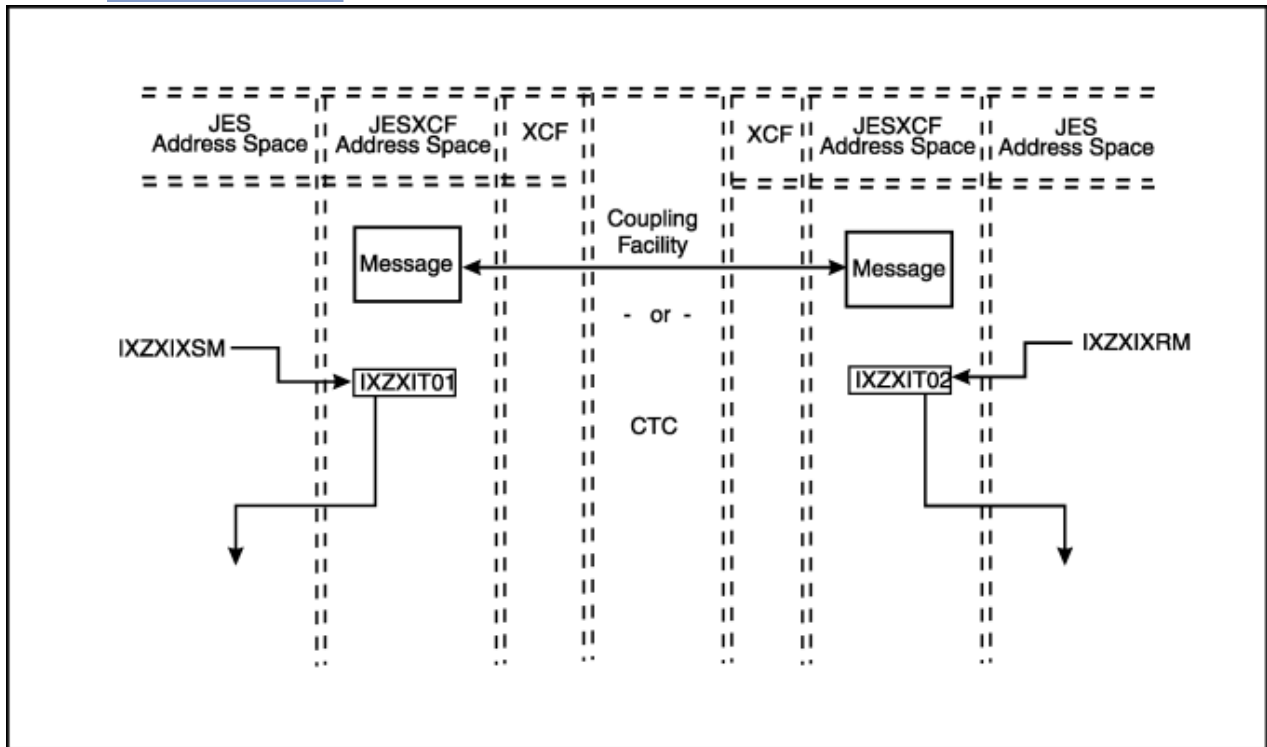 JES
Address Space
JESXCF
Address Space
XCF
XCF
JESXCF
Address Space
JES
Address Space
Coupling
Facility
Message
Message
- or -
IXZXIXSM
IXZXIXRM
IXZXIT01
IXZXIT02
CTC